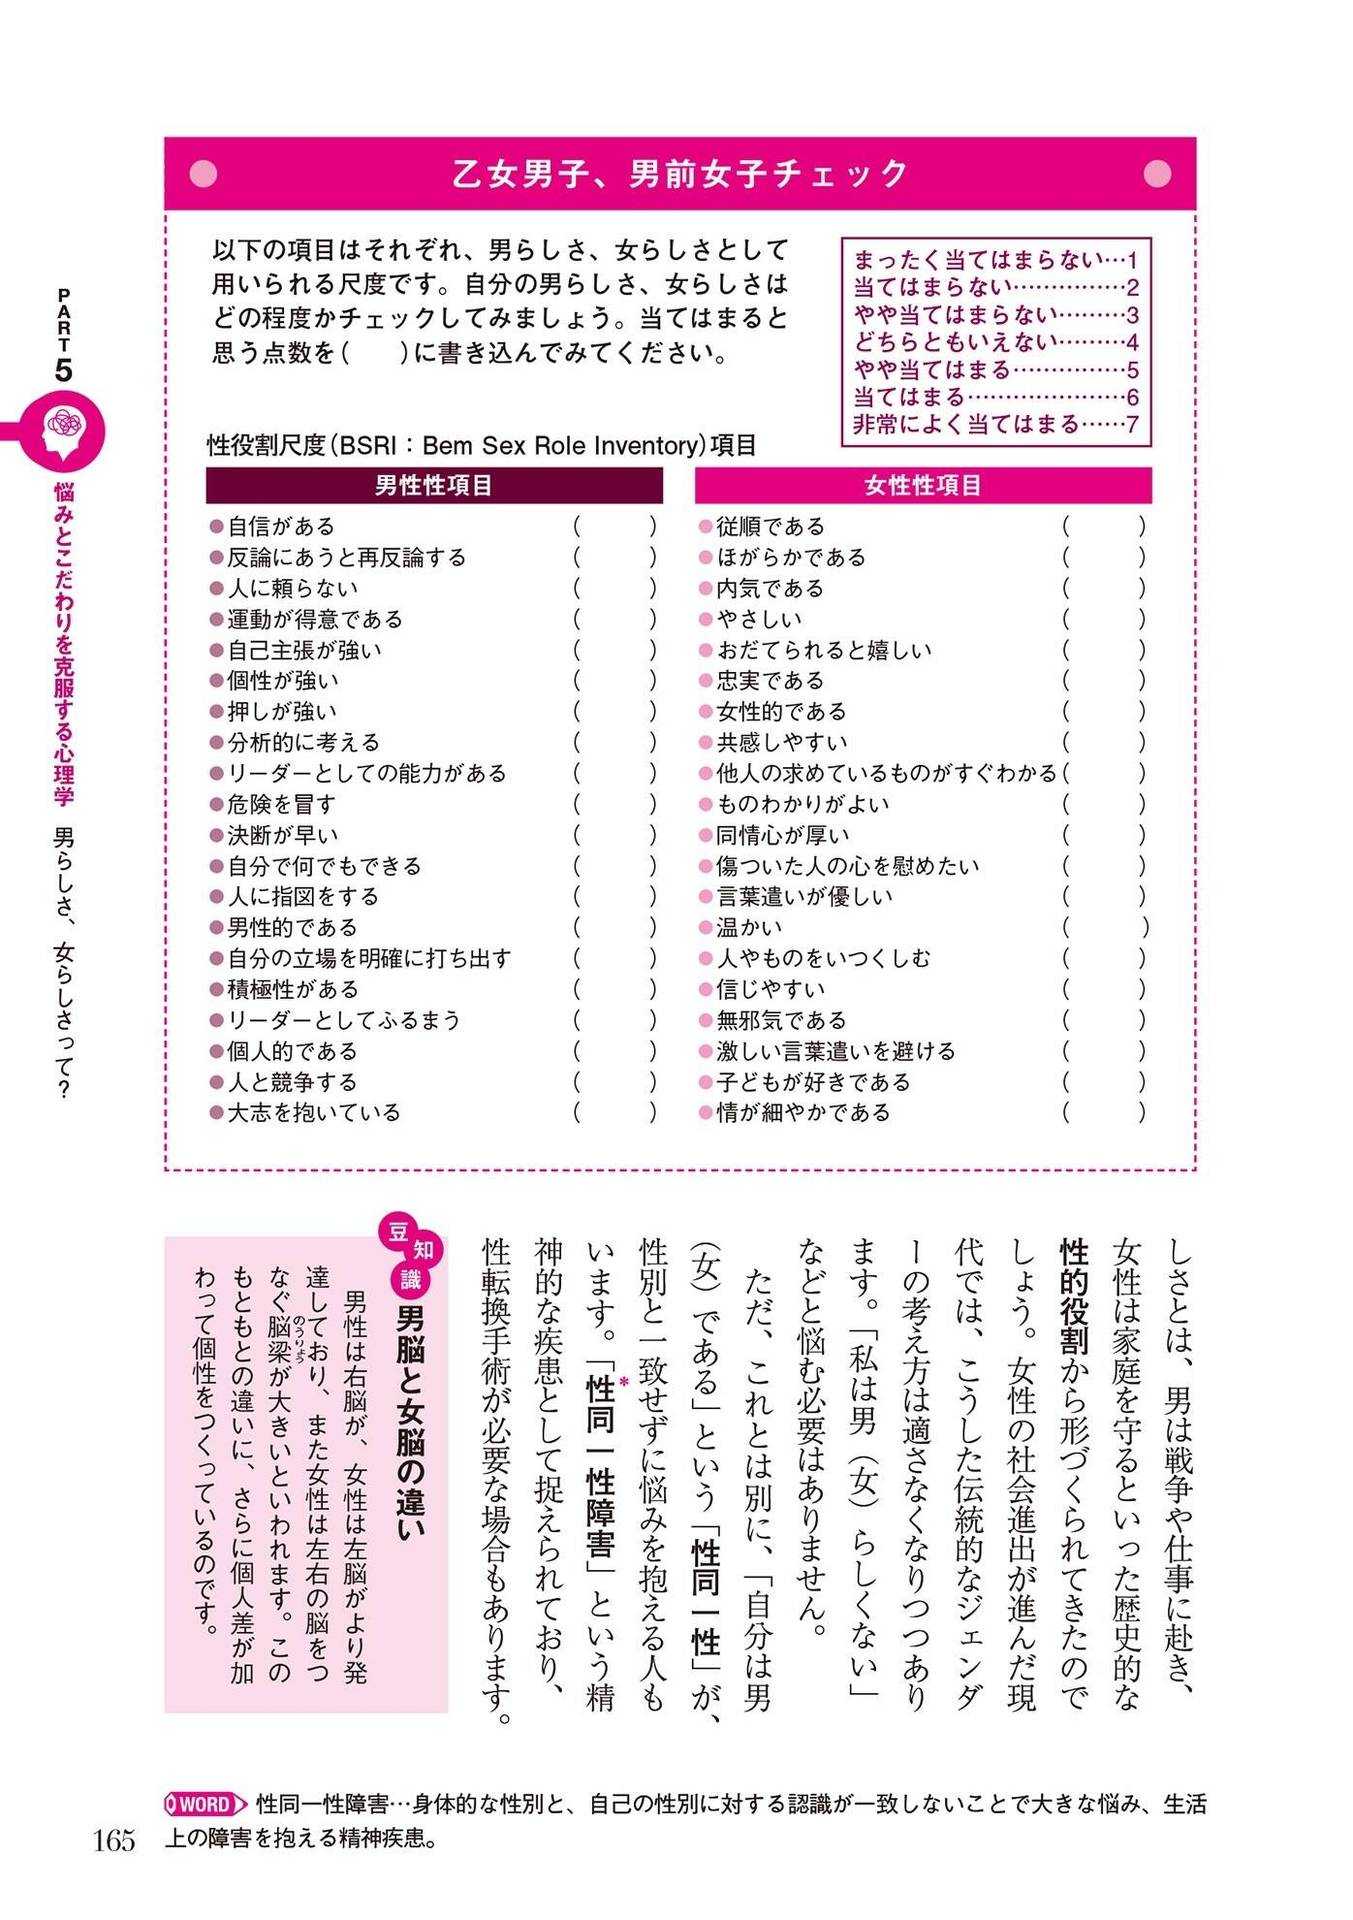 乙女男子、男前女子チェック
以下の項目はそれぞれ、男らしさ、女らしさとして
用いられる尺度です。自分の男らしさ、女らしさは
どの程度かチェックしてみましょう。当てはまると
思う点数を(　　)に書き込んでみてください。
まったく当てはまらない…1
当てはまらない……………2
やや当てはまらない………3
どちらともいえない………4
やや当てはまる……………5
当てはまる…………………6
非常によく当てはまる……7
性役割尺度(BSRI：Bem Sex Role Inventory)項目
男性性項目
●自信がある (　　)
●反論にあうと再反論する (　　)
●人に頼らない (　　)
●運動が得意である (　　)
●自己主張が強い (　　)
●個性が強い (　　)
●押しが強い (　　)
●分析的に考える (　　)
●リーダーとしての能力がある (　　)
●危険を冒す (　　)
●決断が早い (　　)
●自分で何でもできる (　　)
●人に指図をする (　　)
●男性的である (　　)
●自分の立場を明確に打ち出す (　　)
●積極性がある (　　)
●リーダーとしてふるまう (　　)
●個人的である (　　)
●人と競争する (　　)
●大志を抱いている (　　)
女性性項目
●従順である (　　)
●ほがらかである (　　)
●内気である (　　)
●やさしい (　　)
●おだてられると嬉しい (　　)
●忠実である (　　)
●女性的である (　　)
●共感しやすい (　　)
●他人の求めているものがすぐわかる (　　)
●ものわかりがよい (　　)
●同情心が厚い (　　)
●傷ついた人の心を慰めたい (　　)
●言葉遣いが優しい (　　)
●温かい (　　)
●人やものをいつくしむ (　　)
●信じやすい (　　)
●無邪気である (　　)
●激しい言葉遣いを避ける (　　)
●子どもが好きである (　　)
●情が細やかである (　　)
しさとは、男は戦争や仕事に赴き、
女性は家庭を守るといった歴史的な
性的役割から形づくられてきたので
しょう。女性の社会進出が進んだ現
代では、こうした伝統的なジェンダ
ーの考え方は適さなくなりつつあり
ます。「私は男（女）らしくない」
などと悩む必要はありません。
　ただ、これとは別に、「自分は男
（女）である」という「性同一性」が、
性別と一致せずに悩みを抱える人も
います。「*性同一性障害」という精
神的な疾患として捉えられており、
性転換手術が必要な場合もあります。
豆知識
男脳と女脳の違い
　男性は右脳が、女性は左脳がより発
達しており、また女性は左右の脳をつ
なぐ脳梁（のうりょう）が大きいといわれます。この
もともとの違いに、さらに個人差が加
わって個性をつくっているのです。
WORD 性同一性障害…身体的な性別と、自己の性別に対する認識が一致しないことで大きな悩み、生活
上の障害を抱える精神疾患。
165
PART 5
悩みとこだわりを克服する心理学　男らしさ、女らしさって？